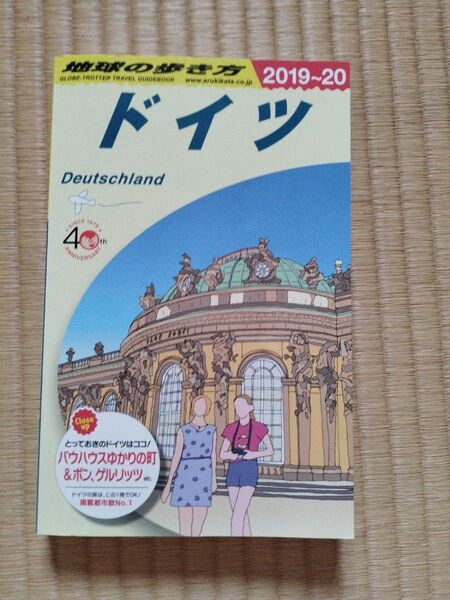 地球の歩き方
GLOBE-TROTTER TRAVEL GUIDEBOOK
www.arukikata.co.jp
2019~20
ドイツ
Deutschland
SINCE 1979
40th
ANNIVERSARY
Close up
とっておきのドイツはココ!
バウハウスゆかりの町
&ボン、ゲルリッツ etc.
ドイツの旅は、この1冊でOK!
掲載都市数No.1